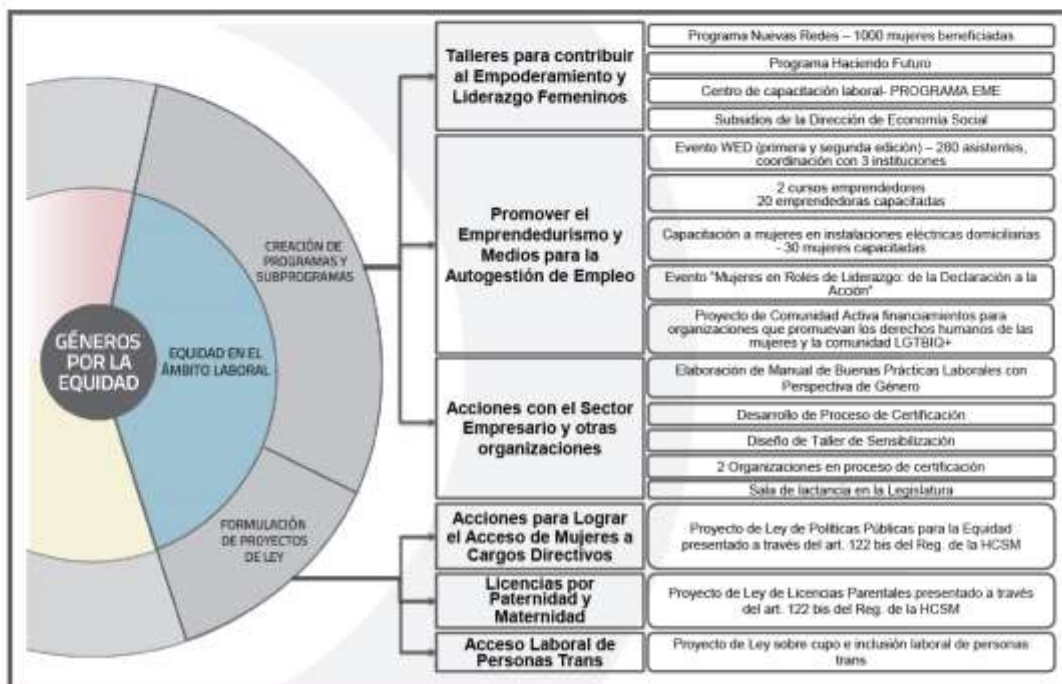 GÉNEROS
POR LA
EQUIDAD
EQUIDAD EN EL
ÁMBITO LABORAL
CREACIÓN DE
PROGRAMAS Y
SUBPROGRAMAS
Talleres para contribuir
al Empoderamiento y
Liderazgo Femeninos
Programa Nuevas Redes – 1000 mujeres beneficiadas
Programa Haciendo Futuro
Centro de capacitación laboral- PROGRAMA EME
Subsidios de la Dirección de Economía Social
Promover el
Emprendedurismo y
Medios para la
Autogestión de Empleo
Evento WED (primera y segunda edición) – 280 asistentes,
coordinación con 3 instituciones
2 cursos emprendedores
20 emprendedoras capacitadas
Capacitación a mujeres en instalaciones eléctricas domiciliarias
- 30 mujeres capacitadas
Evento "Mujeres en Roles de Liderazgo: de la Declaración a la
Acción"
Proyecto de Comunidad Activa financiamientos para
organizaciones que promuevan los derechos humanos de las
mujeres y la comunidad LGTBIQ+
Acciones con el Sector
Empresario y otras
organizaciones
Elaboración de Manual de Buenas Prácticas Laborales con
Perspectiva de Género
Desarrollo de Proceso de Certificación
Diseño de Taller de Sensibilización
2 Organizaciones en proceso de certificación
Sala de lactancia en la Legislatura
FORMULACIÓN
DE PROYECTOS
DE LEY
Acciones para Lograr
el Acceso de Mujeres a
Cargos Directivos
Proyecto de Ley de Políticas Públicas para la Equidad
presentado a través del art. 122 bis del Reg. de la HCSM
Licencias por
Paternidad y
Maternidad
Proyecto de Ley de Licencias Parentales presentado a través
del art. 122 bis del Reg. de la HCSM
Acceso Laboral de
Personas Trans
Proyecto de Ley sobre cupo e inclusión laboral de personas
trans